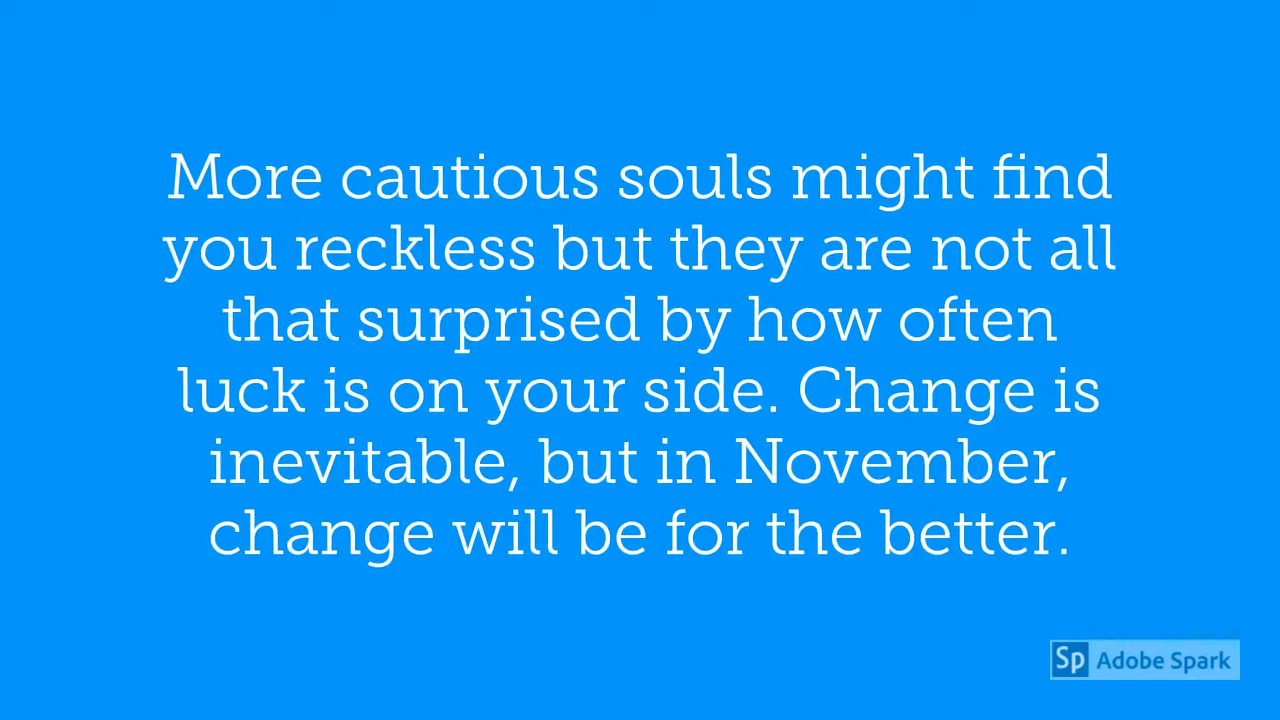 More cautious souls might find
you reckless but they are not all
that surprised by how often
luck is on your side. Change is
inevitable, but in November,
change will be for the better.
Sp Adobe Spark